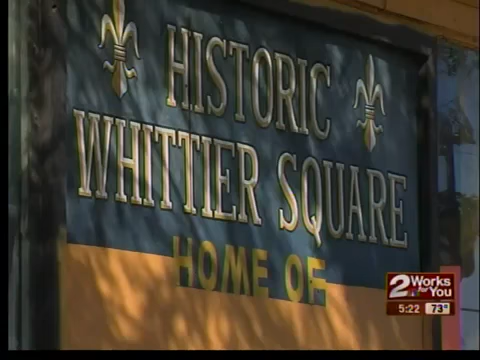 HISTORIC
WHITTIER SQUARE
HOME OF
2 Works
for You
5:22 73°